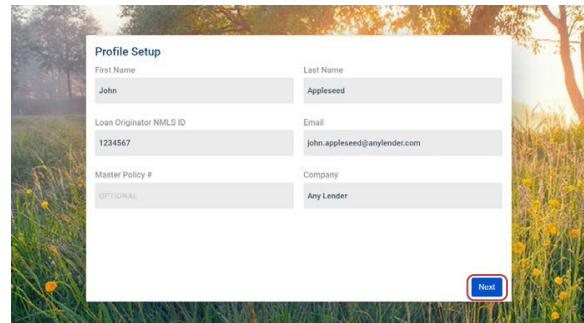 Profile Setup
First Name
Last Name
John
Appleseed
Loan Originator NMLS ID
Email
1234567
john.appleseed@anylender.com
Master Policy #
Company
OPTIONAL
Any Lender
Next